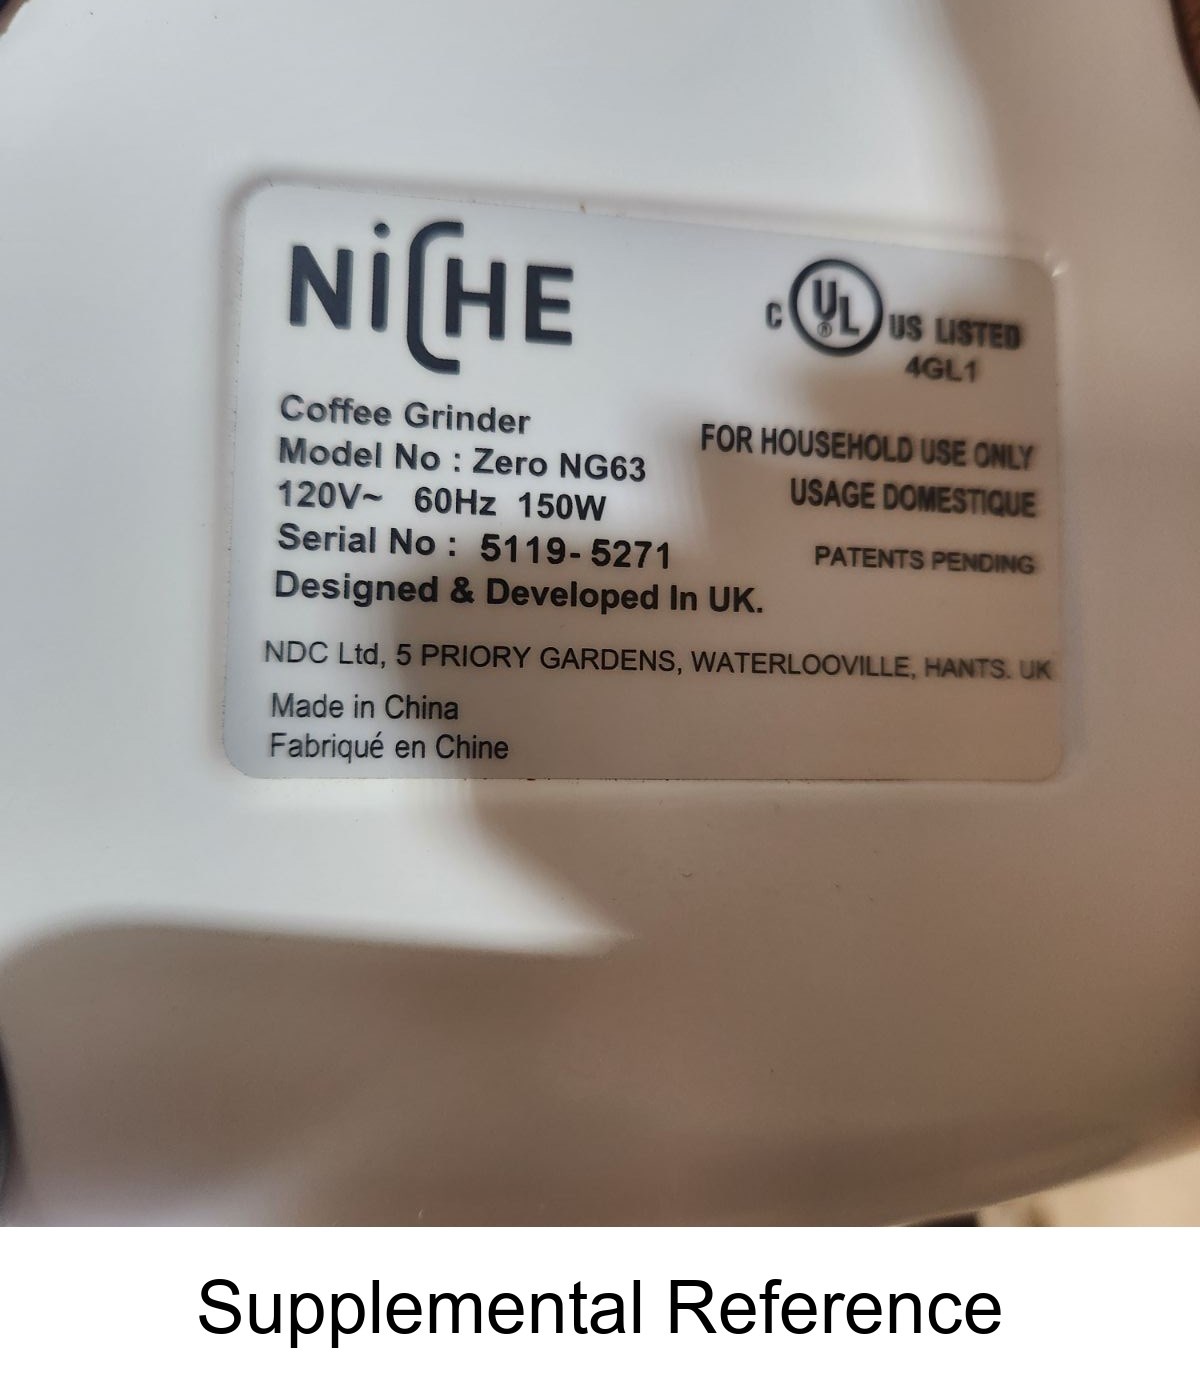 NiCHE
C UL ® US LISTED
4GL1
Coffee Grinder
Model No : Zero NG63
120V~ 60Hz 150W
Serial No : 5119-5271
Designed & Developed In UK.
FOR HOUSEHOLD USE ONLY
USAGE DOMESTIQUE
PATENTS PENDING
NDC Ltd, 5 PRIORY GARDENS, WATERLOOVILLE, HANTS. UK
Made in China
Fabriqué en Chine
Supplemental Reference